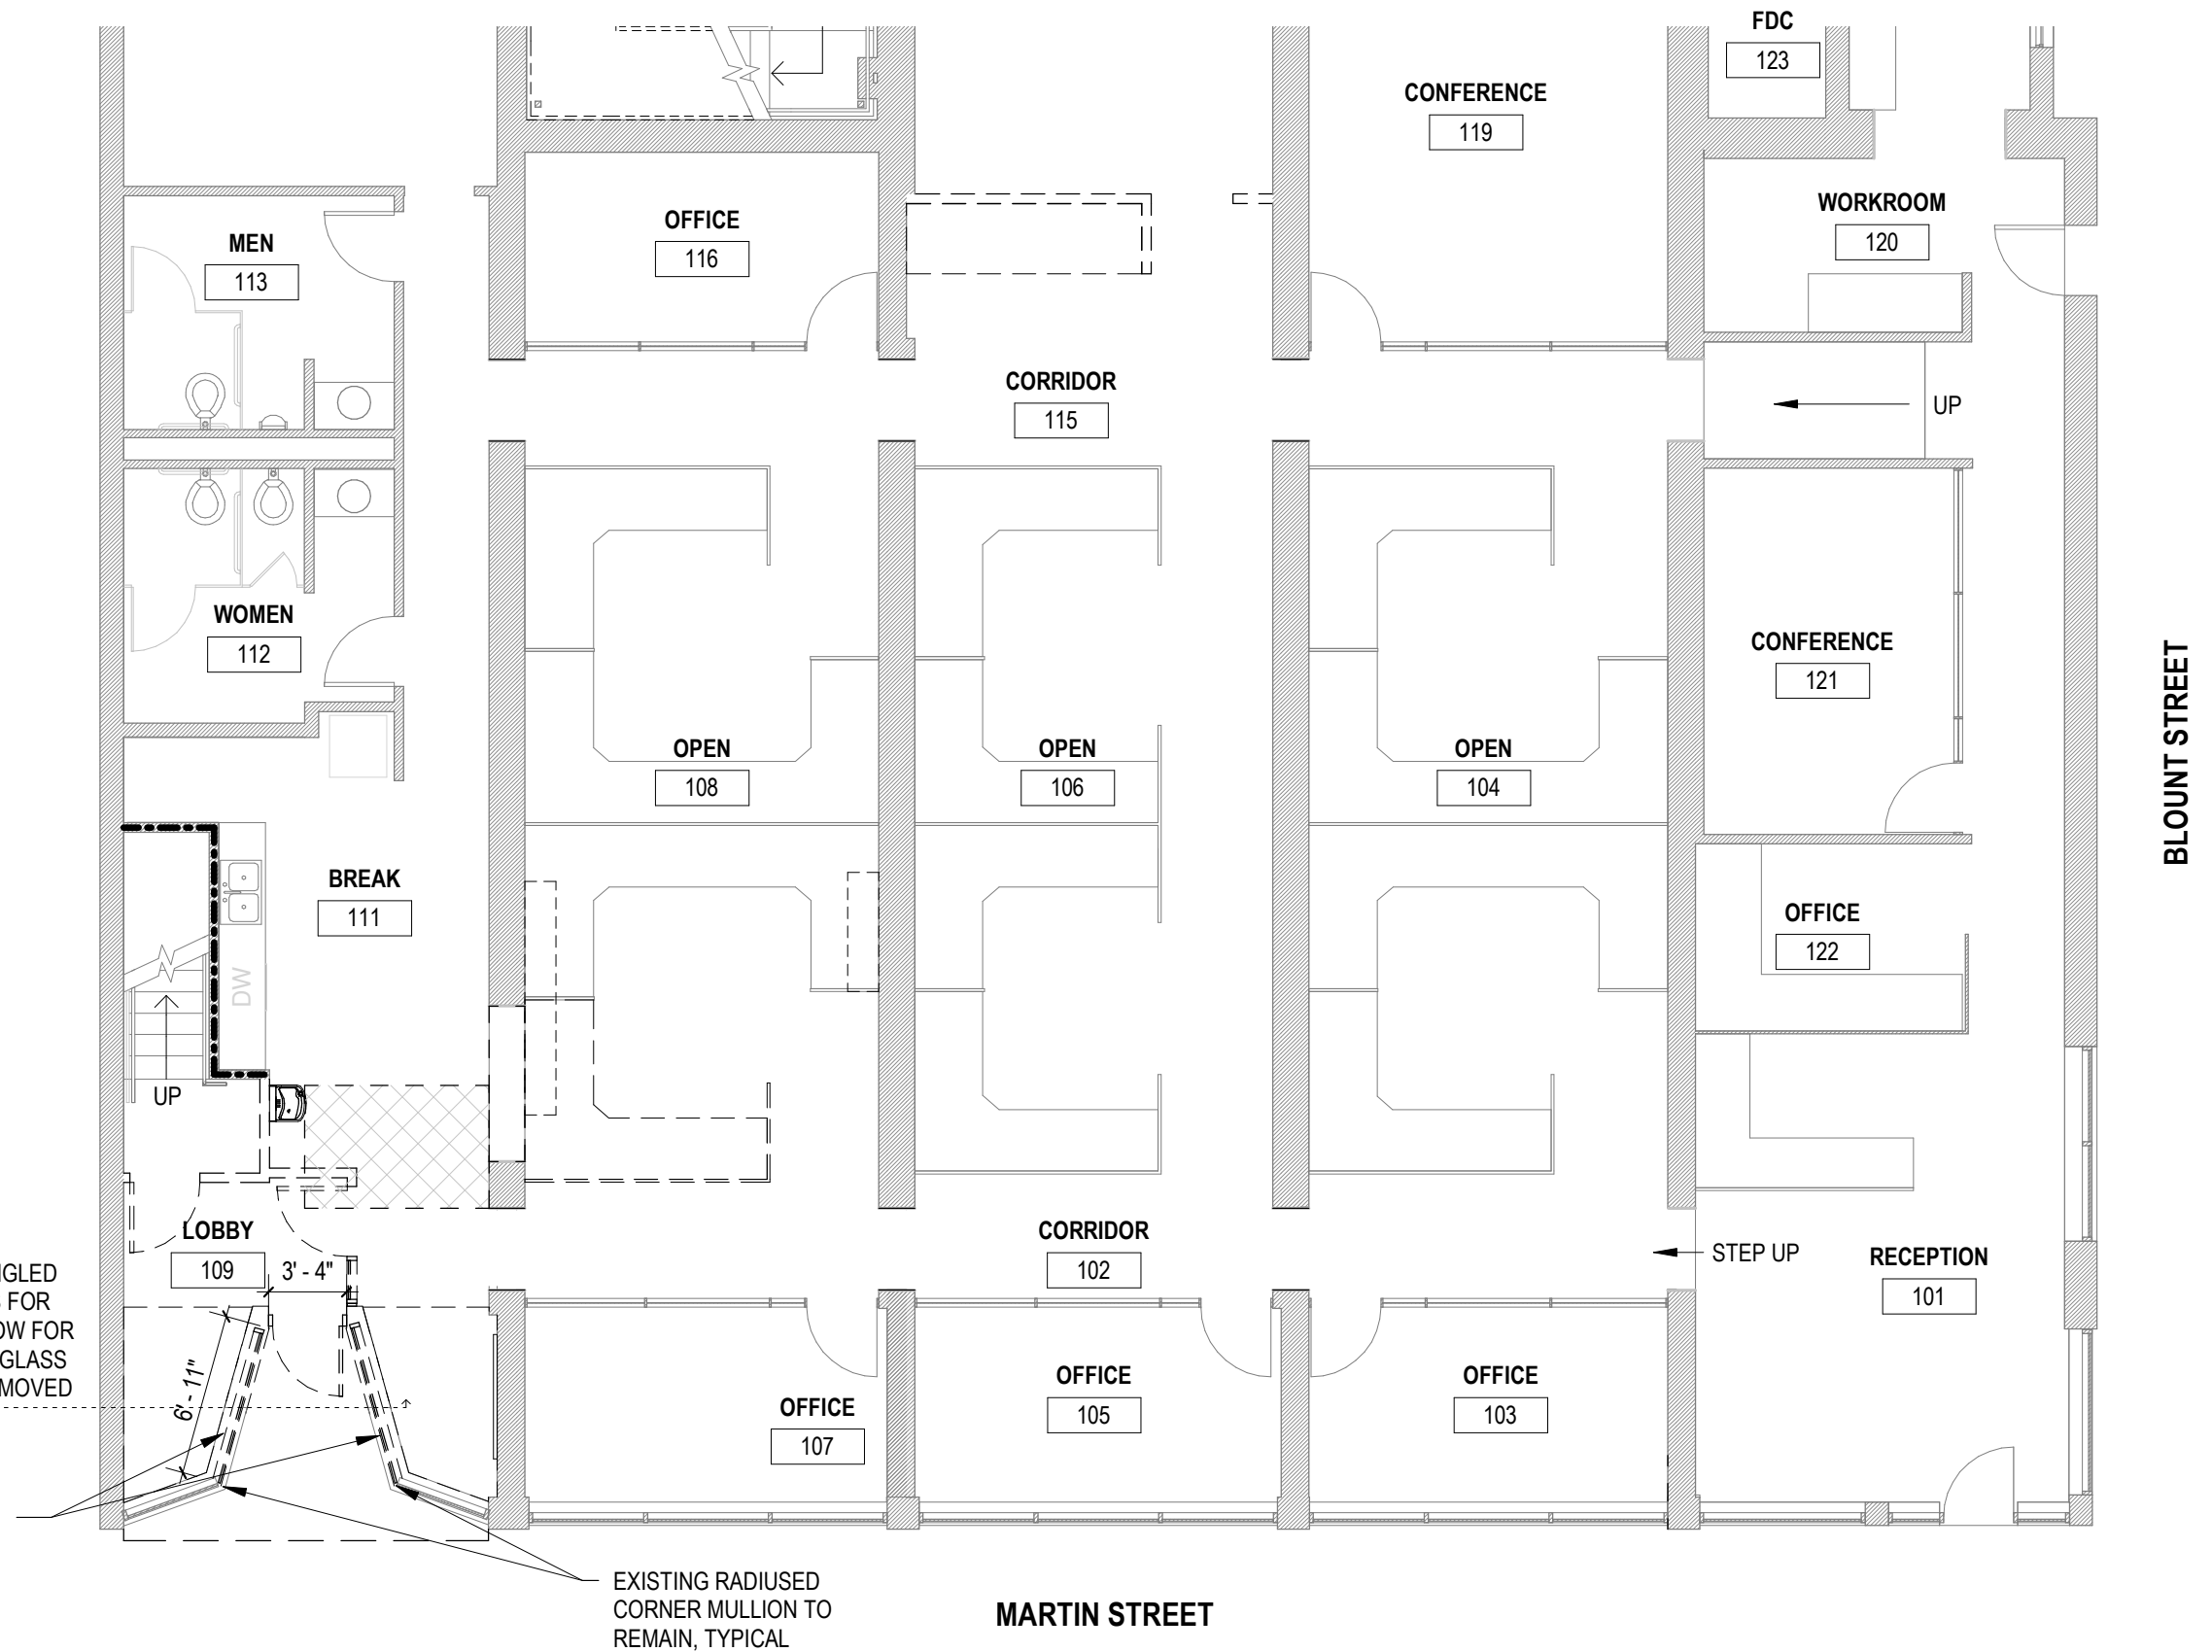 FDC
123
CONFERENCE
119
WORKROOM
120
OFFICE
116
MEN
113
CORRIDOR
115
UP
WOMEN
112
CONFERENCE
121
BLOUNT STREET
OPEN
108
OPEN
106
OPEN
104
BREAK
111
OFFICE
122
DW
UP
LOBBY
109
3' - 4"
CORRIDOR
102
STEP UP
RECEPTION
101
FOR
OW FOR
GLASS
MOVED
6' - 11"
OFFICE
107
OFFICE
105
OFFICE
103
EXISTING RADIUSED
CORNER MULLION TO
REMAIN, TYPICAL
MARTIN STREET